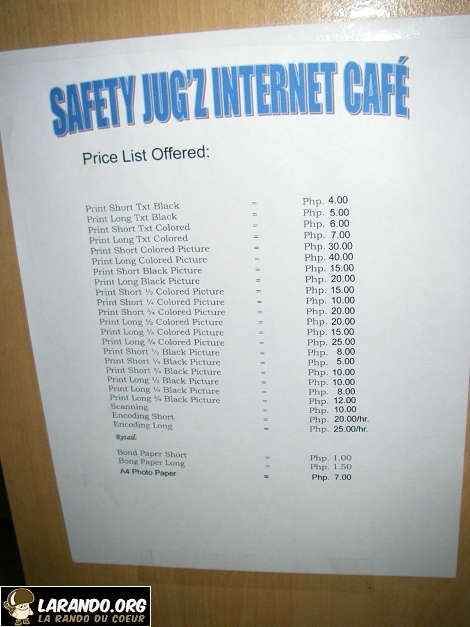 SAFETY JUG'Z INTERNET CAFÉ
Price List Offered:
Print Short Txt Black = Php. 4.00
Print Long Txt Black = Php. 5.00
Print Short Txt Colored = Php. 6.00
Print Long Txt Colored = Php. 7.00
Print Short Colored Picture = Php. 30.00
Print Long Colored Picture = Php. 40.00
Print Short Black Picture = Php. 15.00
Print Long Black Picture = Php. 20.00
Print Short ½ Colored Picture = Php. 15.00
Print Short ¼ Colored Picture = Php. 10.00
Print Short ¾ Colored Picture = Php. 20.00
Print Long ½ Colored Picture = Php. 20.00
Print Long ¼ Colored Picture = Php. 15.00
Print Long ¾ Colored Picture = Php. 25.00
Print Short ½ Black Picture = Php. 8.00
Print Short ¼ Black Picture = Php. 5.00
Print Short ¾ Black Picture = Php. 10.00
Print Long ½ Black Picture = Php. 10.00
Print Long ¼ Black Picture = Php. 8.00
Print Long ¾ Black Picture = Php. 12.00
Scanning = Php. 10.00
Encoding Short = Php. 20.00/hr.
Encoding Long = Php. 25.00/hr.
Retail:
Bond Paper Short = Php. 1.00
Bong Paper Long = Php. 1.50
A4 Photo Paper = Php. 7.00
LARANDO.ORG
LA RANDO DU COEUR